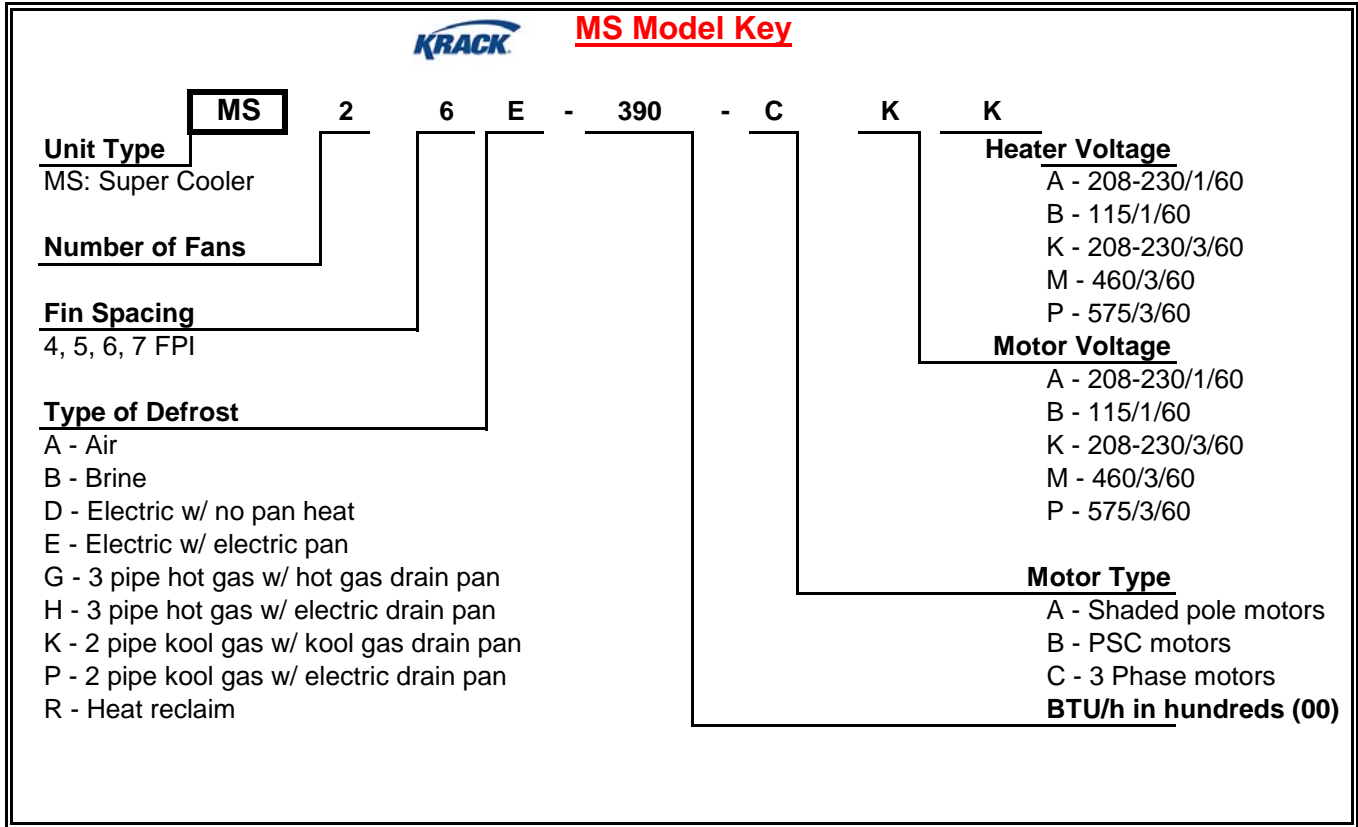 KRACK MS Model Key
MS 2 6 E - 390 - C K K
Unit Type
MS: Super Cooler
Number of Fans
Fin Spacing
4, 5, 6, 7 FPI
Type of Defrost
A - Air
B - Brine
D - Electric w/ no pan heat
E - Electric w/ electric pan
G - 3 pipe hot gas w/ hot gas drain pan
H - 3 pipe hot gas w/ electric drain pan
K - 2 pipe kool gas w/ kool gas drain pan
P - 2 pipe kool gas w/ electric drain pan
R - Heat reclaim
Heater Voltage
A - 208-230/1/60
B - 115/1/60
K - 208-230/3/60
M - 460/3/60
P - 575/3/60
Motor Voltage
A - 208-230/1/60
B - 115/1/60
K - 208-230/3/60
M - 460/3/60
P - 575/3/60
Motor Type
A - Shaded pole motors
B - PSC motors
C - 3 Phase motors
BTU/h in hundreds (00)